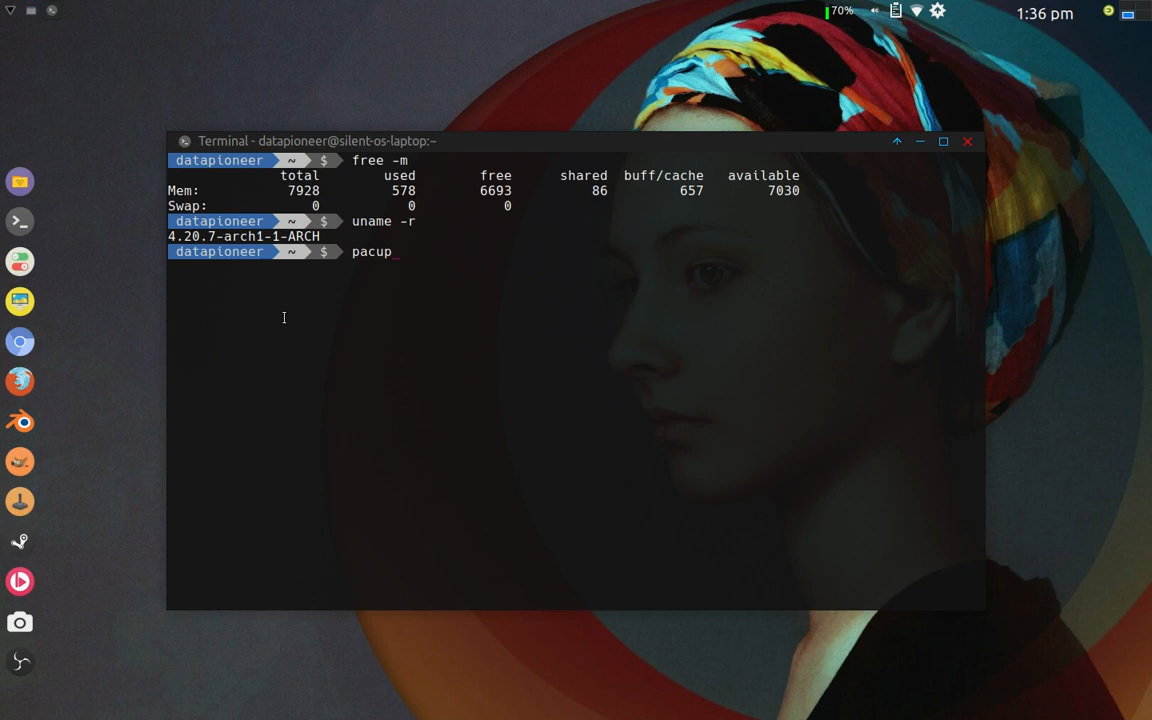 70%
1:36 pm
Terminal - datapioneer@silent-os-laptop:~
datapioneer ~ $ free -m
total used free shared buff/cache available
Mem: 7928 578 6693 86 657 7030
Swap: 0 0 0
datapioneer ~ $ uname -r
4.20.7-arch1-1-ARCH
datapioneer ~ $ pacup_